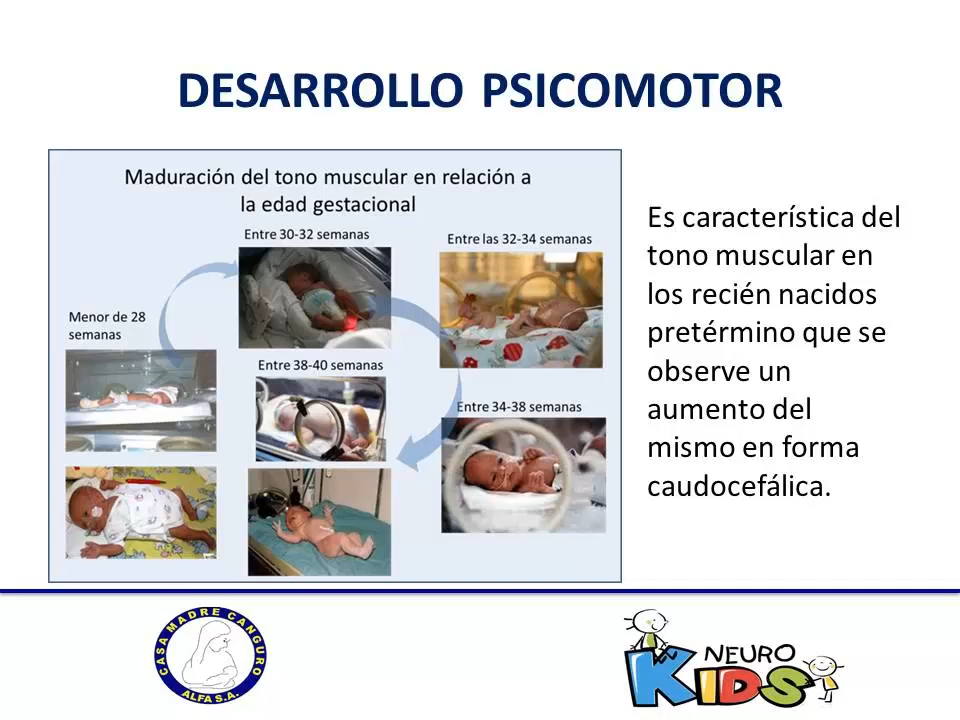 DESARROLLO PSICOMOTOR
Maduración del tono muscular en relación a
la edad gestacional
Entre 30-32 semanas
Entre las 32-34 semanas
Menor de 28
semanas
Entre 38-40 semanas
Entre 34-38 semanas
Es característica del
tono muscular en
los recién nacidos
pretérmino que se
observe un
aumento del
mismo en forma
caudocefálica.
CASA MADRE CANGURO
ALFA S.A.
NEURO
KIDS